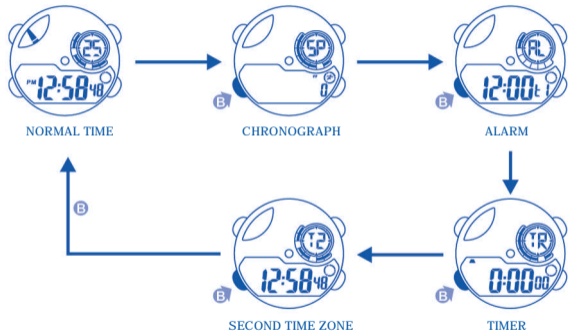 25
PM 12:58 48
NORMAL TIME
SP
0
B
CHRONOGRAPH
AL
12:00 t1
B
ALARM
B
T2
12:58 48
B
SECOND TIME ZONE
TR
0:00 00
B
TIMER